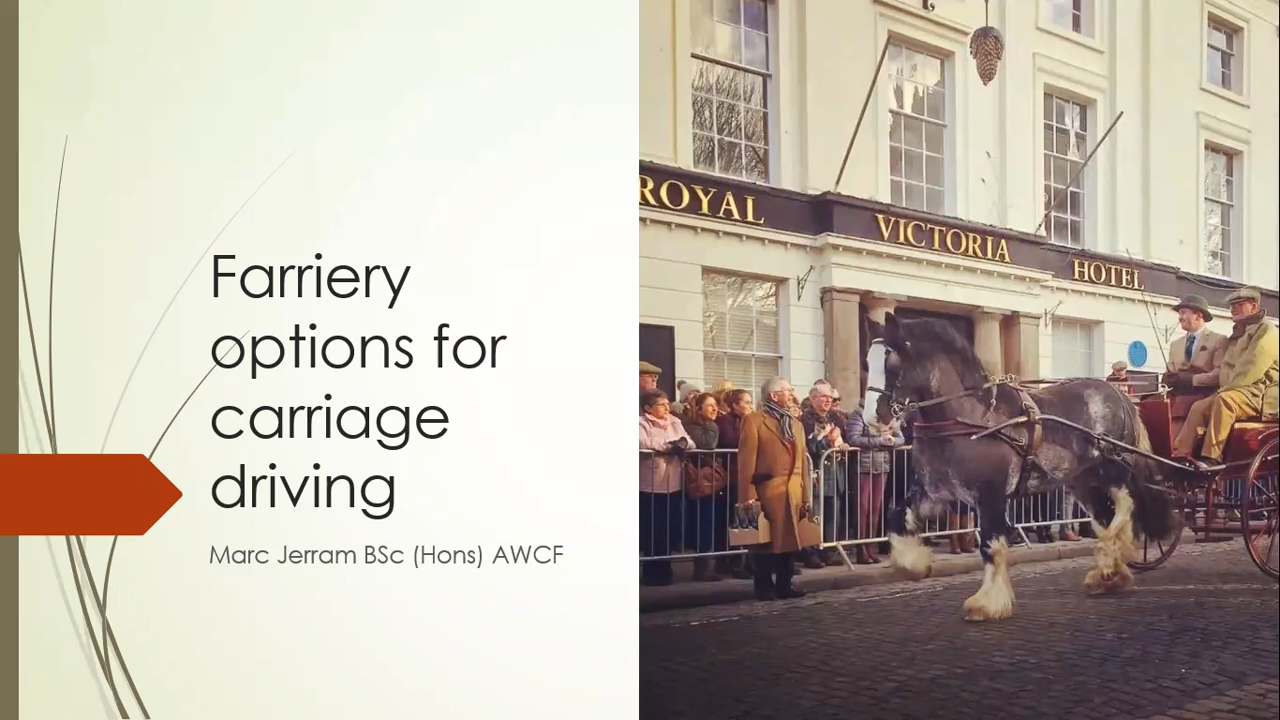 Farriery
options for
carriage
driving
Marc Jerram BSc (Hons) AWCF
ROYAL VICTORIA HOTEL